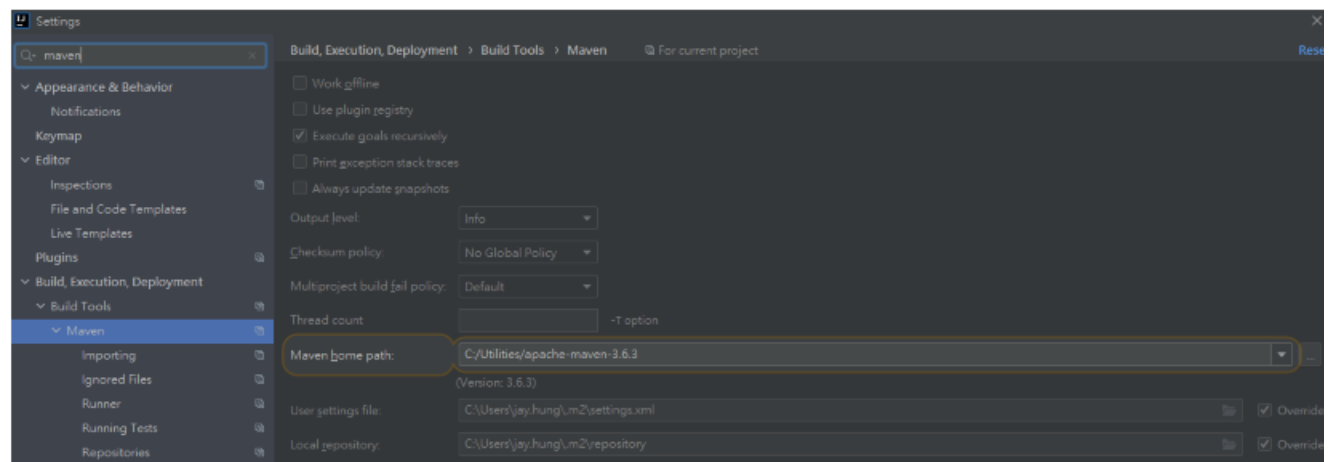 Settings
maven
Appearance & Behavior
Notifications
Keymap
Editor
Inspections
File and Code Templates
Live Templates
Plugins
Build, Execution, Deployment
Build Tools
Maven
Importing
Ignored Files
Runner
Running Tests
Repositories
Build, Execution, Deployment > Build Tools > Maven For current project
Rese
Work offline
Use plugin registry
Execute goals recursively
Print exception stack traces
Always update snapshots
Output level: Info
Checksum policy: No Global Policy
Multiproject build fail policy: Default
Thread count -T option
Maven home path: C:/Utilities/apache-maven-3.6.3 ...
(Version: 3.6.3)
User settings file: C:\Users\jay.hung\.m2\settings.xml Override
Local repository: C:\Users\jay.hung\.m2\repository Override